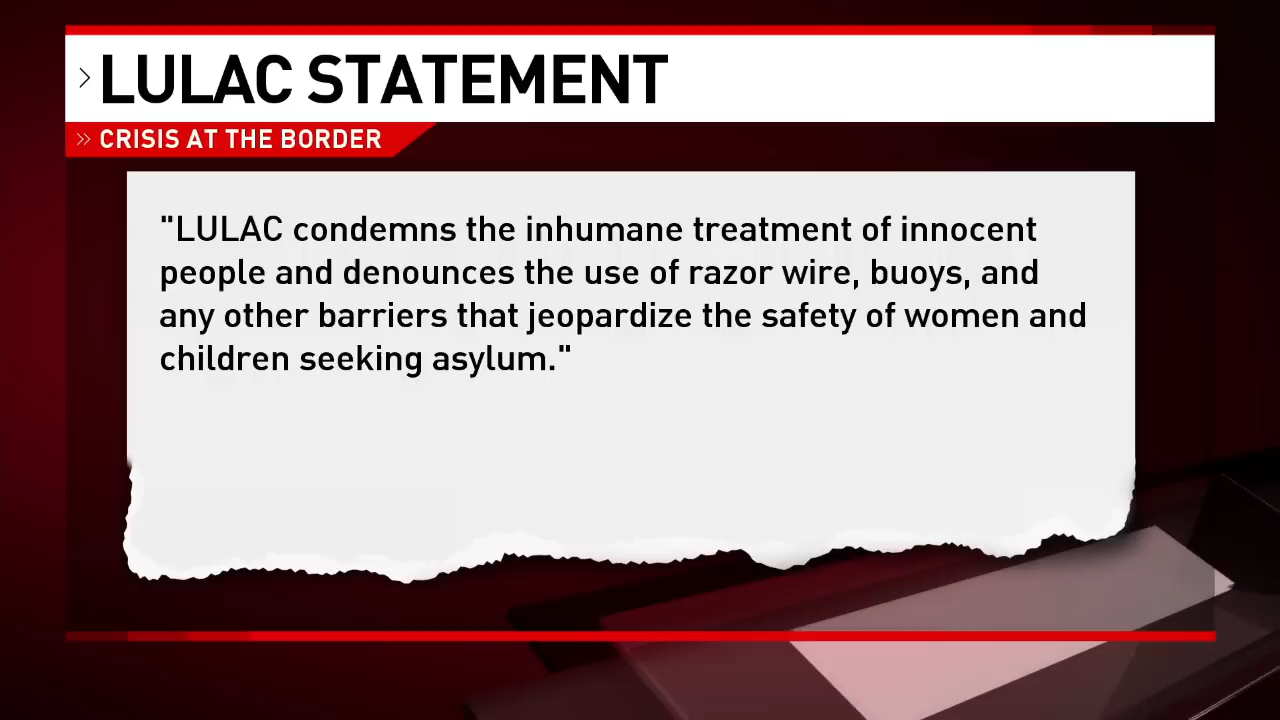 LULAC STATEMENT
CRISIS AT THE BORDER
"LULAC condemns the inhumane treatment of innocent
people and denounces the use of razor wire, buoys, and
any other barriers that jeopardize the safety of women and
children seeking asylum."